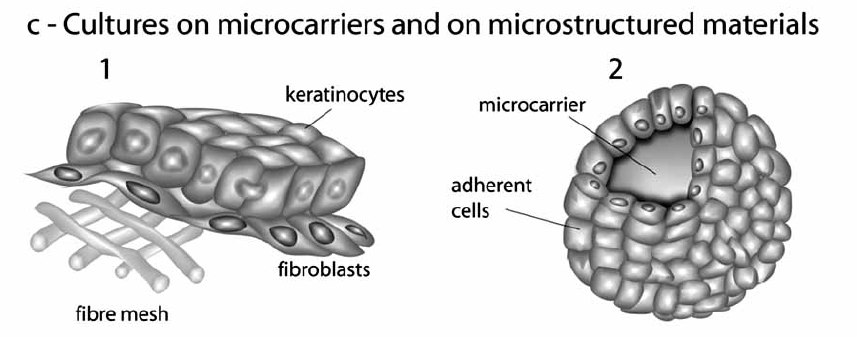 c - Cultures on microcarriers and on microstructured materials
1
keratinocytes
fibroblasts
fibre mesh
2
microcarrier
adherent
cells